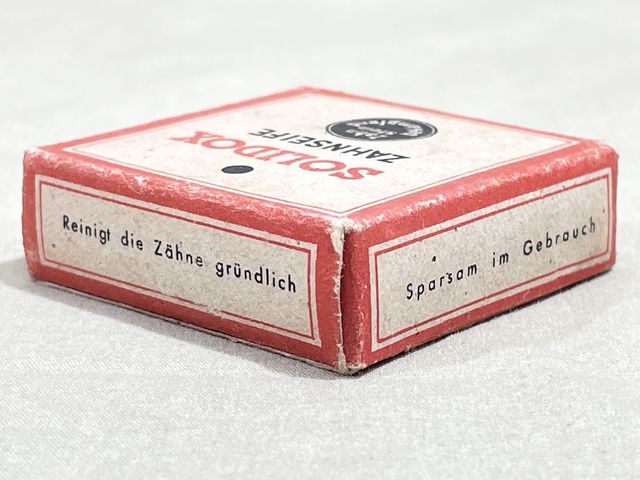 SOLIDOX
ZAHNSEIFE
Reinigt die Zähne gründlich
Sparsam im Gebrauch